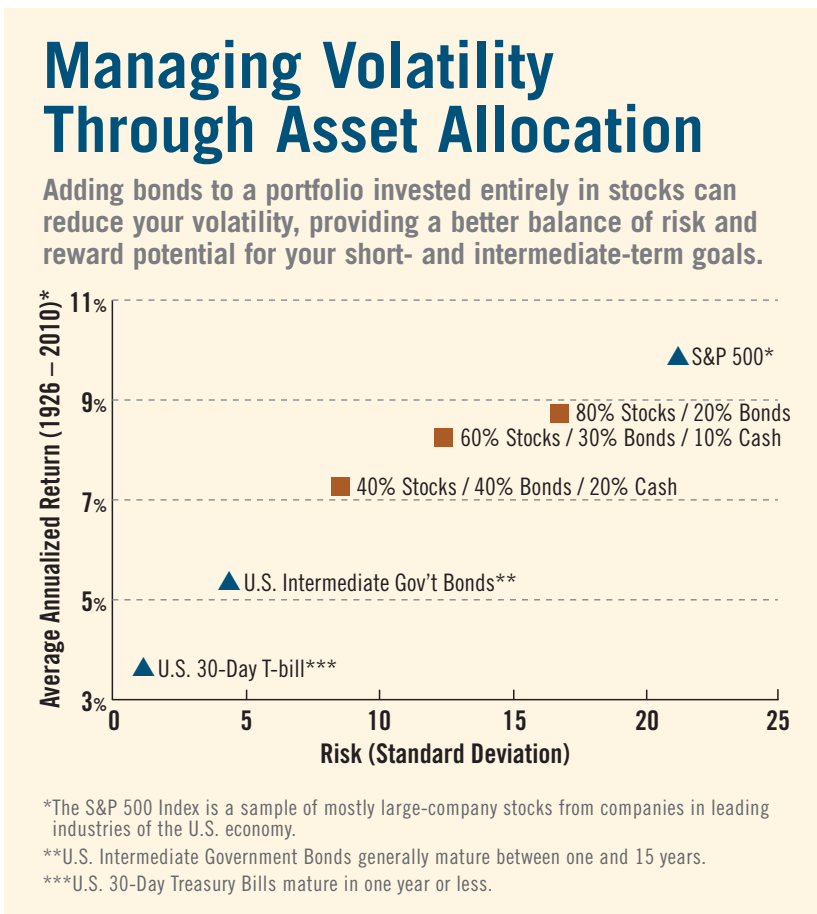 Managing Volatility
Through Asset Allocation
Adding bonds to a portfolio invested entirely in stocks can
reduce your volatility, providing a better balance of risk and
reward potential for your short- and intermediate-term goals.
Average Annualized Return (1926 – 2010)*
11%
9%
7%
5%
3%
S&P 500*
80% Stocks / 20% Bonds
60% Stocks / 30% Bonds / 10% Cash
40% Stocks / 40% Bonds / 20% Cash
U.S. Intermediate Gov't Bonds**
U.S. 30-Day T-bill***
0 5 10 15 20 25
Risk (Standard Deviation)
*The S&P 500 Index is a sample of mostly large-company stocks from companies in leading
industries of the U.S. economy.
**U.S. Intermediate Government Bonds generally mature between one and 15 years.
***U.S. 30-Day Treasury Bills mature in one year or less.